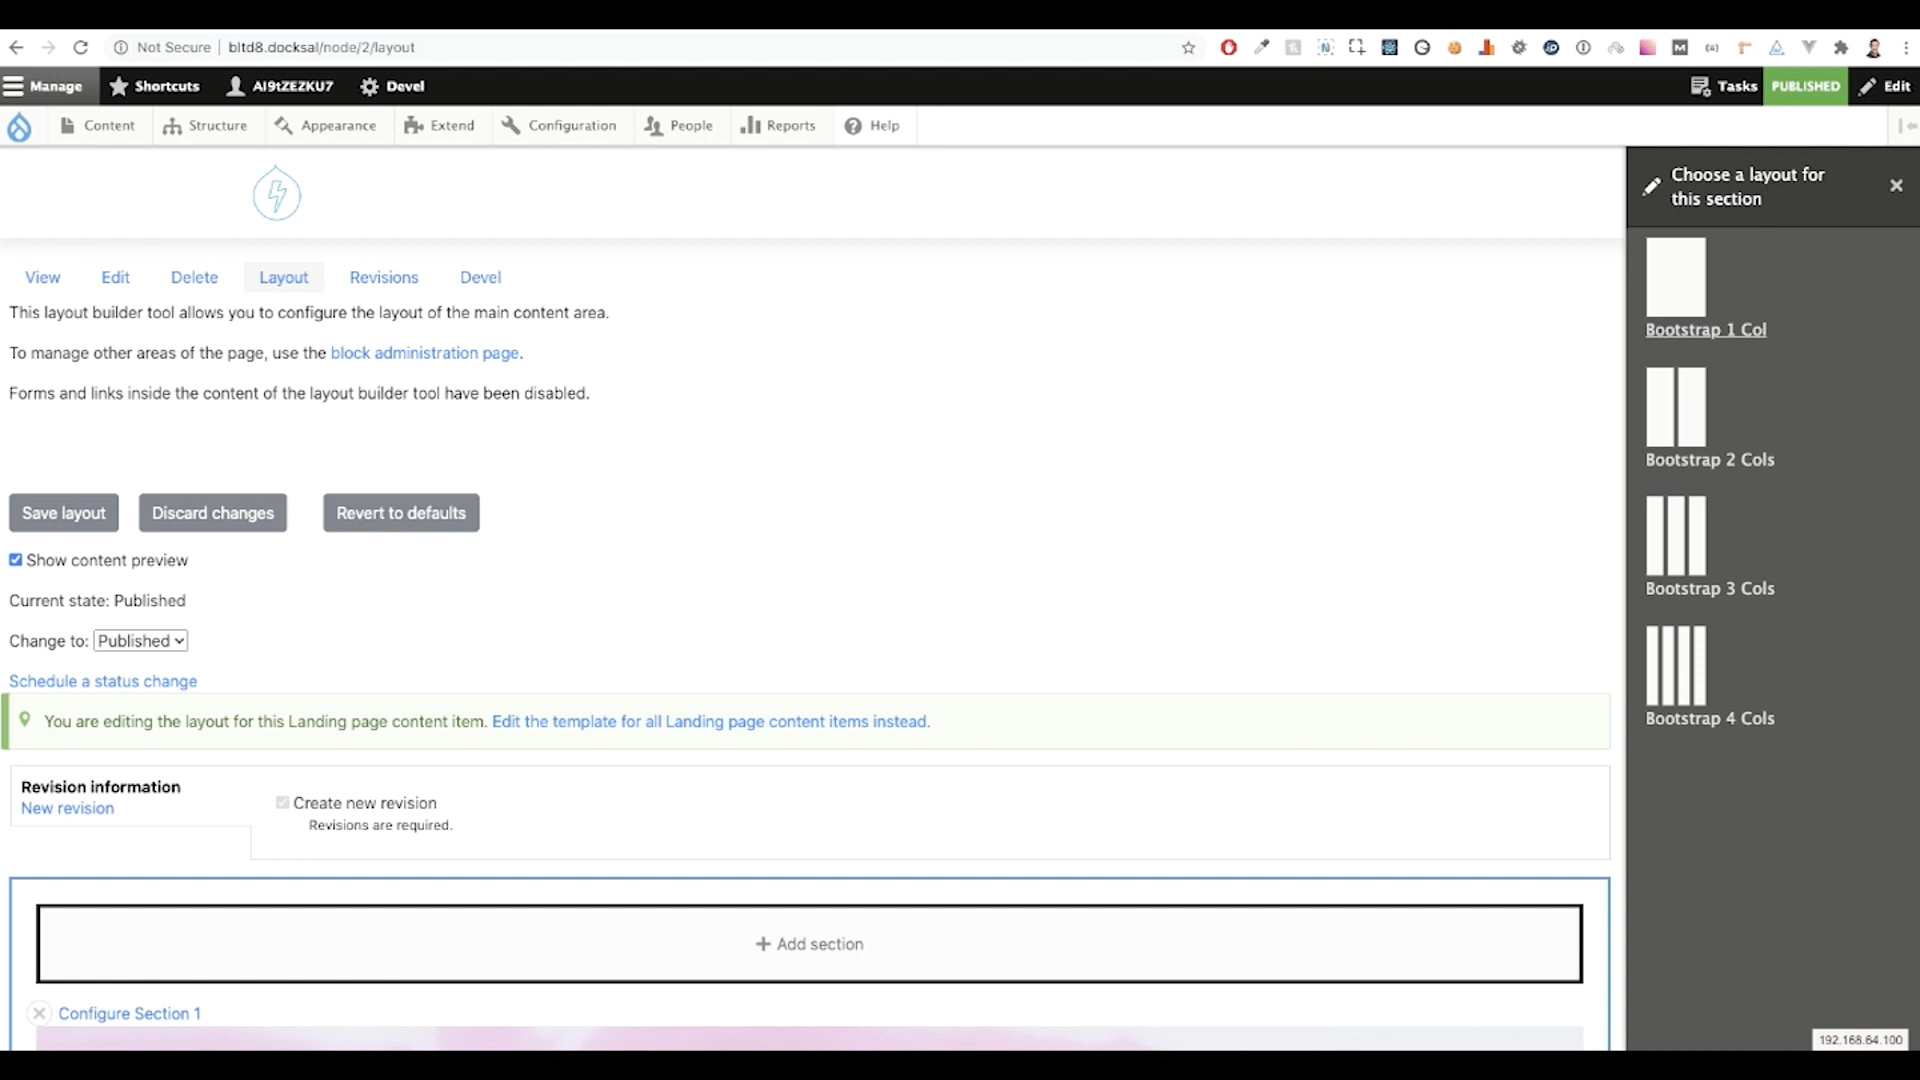 Not Secure
bltd8.docksal/node/2/layout
Manage
Shortcuts
AI9tZEZKU7
Devel
Tasks
PUBLISHED
Edit
Content
Structure
Appearance
Extend
Configuration
People
Reports
Help
View
Edit
Delete
Layout
Revisions
Devel
This layout builder tool allows you to configure the layout of the main content area.
To manage other areas of the page, use the block administration page.
Forms and links inside the content of the layout builder tool have been disabled.
Save layout
Discard changes
Revert to defaults
Show content preview
Current state: Published
Change to: Published
Schedule a status change
You are editing the layout for this Landing page content item. Edit the template for all Landing page content items instead.
Revision information
New revision
Create new revision
Revisions are required.
+ Add section
Configure Section 1
Choose a layout for
this section
Bootstrap 1 Col
Bootstrap 2 Cols
Bootstrap 3 Cols
Bootstrap 4 Cols
192.168.64.100